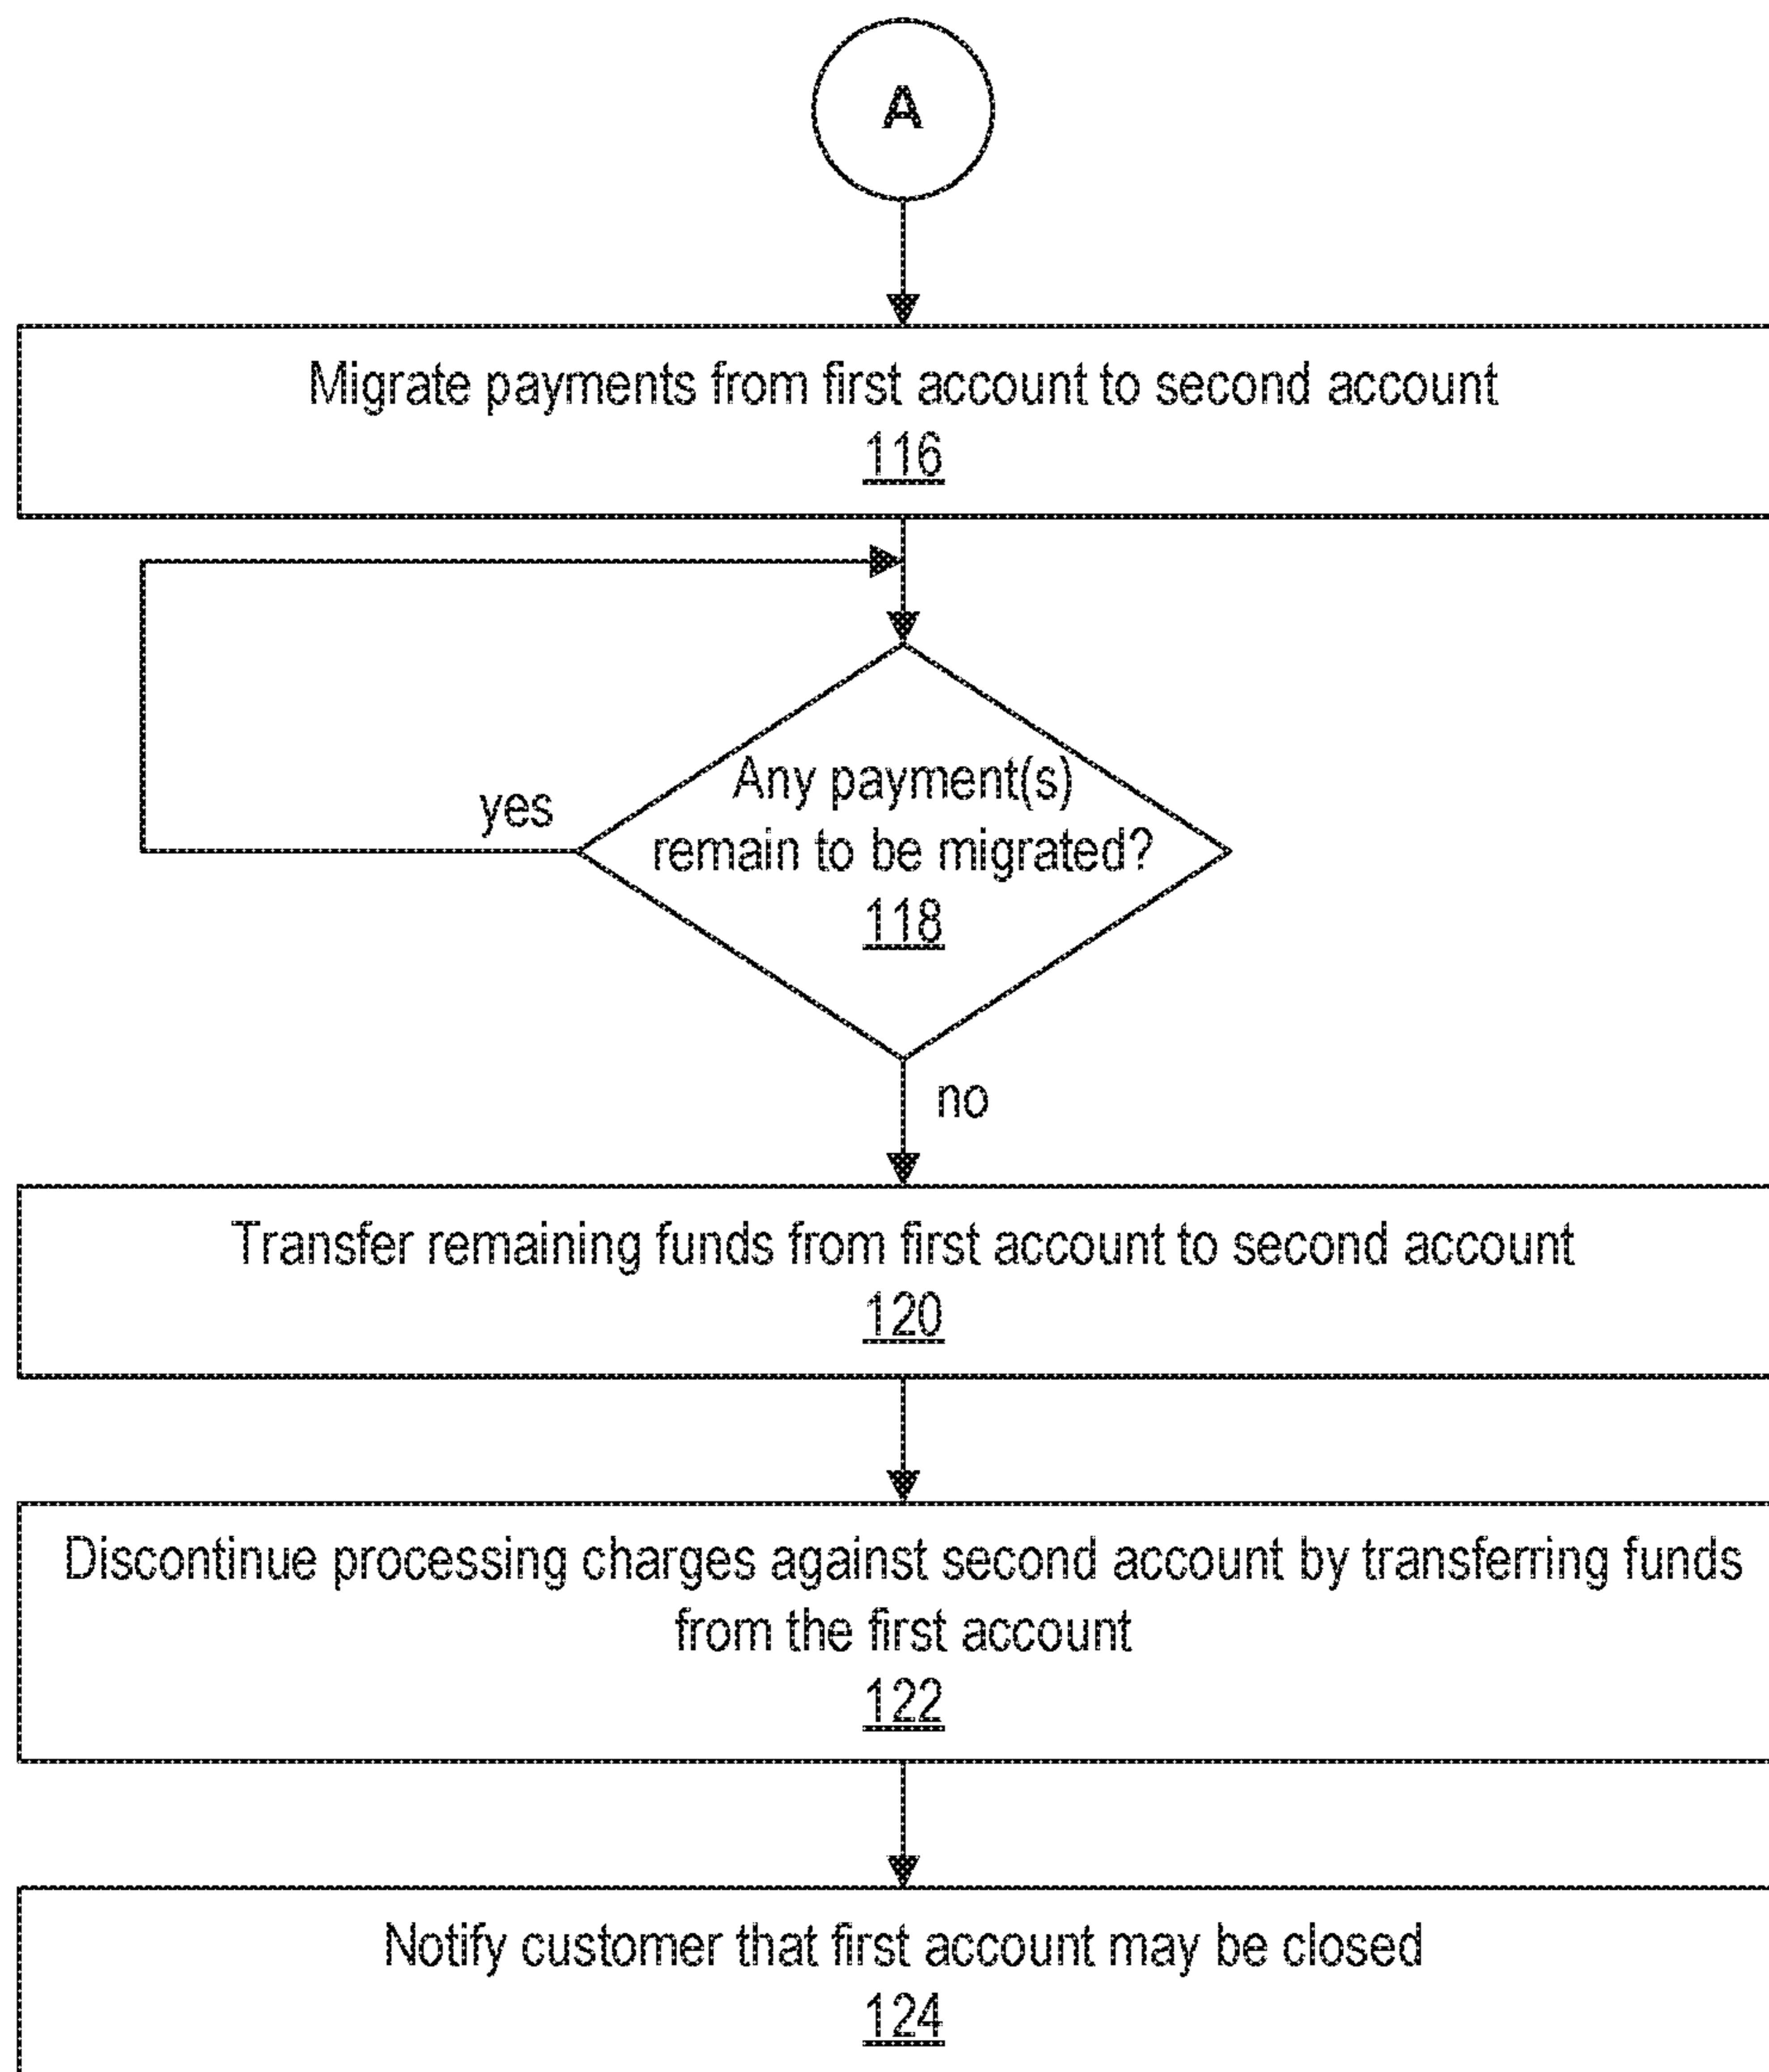 A
Migrate payments from first account to second account
116
yes
Any payment(s)
remain to be migrated?
118
no
Transfer remaining funds from first account to second account
120
Discontinue processing charges against second account by transferring funds
from the first account
122
Notify customer that first account may be closed
124